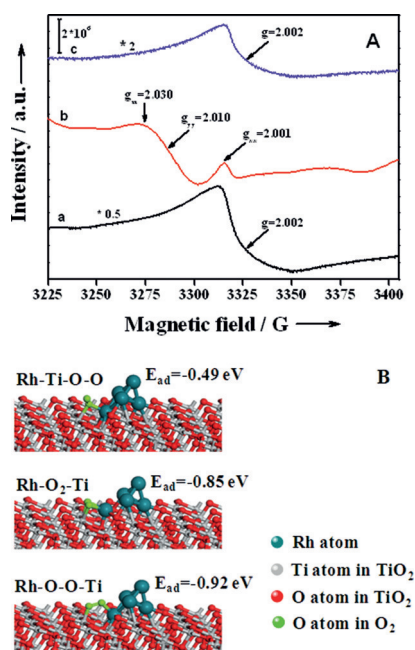 2*10⁶
A
* 2
c
g=2.002
gₓₓ=2.030
b
g_yy=2.010
g_zz=2.001
a
* 0.5
g=2.002
Intensity / a.u.
3225 3250 3275 3300 3325 3350 3375 3400
Magnetic field / G
B
Rh-Ti-O-O
E_ad=-0.49 eV
Rh-O₂-Ti
E_ad=-0.85 eV
Rh-O-O-Ti
E_ad=-0.92 eV
Rh atom
Ti atom in TiO₂
O atom in TiO₂
O atom in O₂